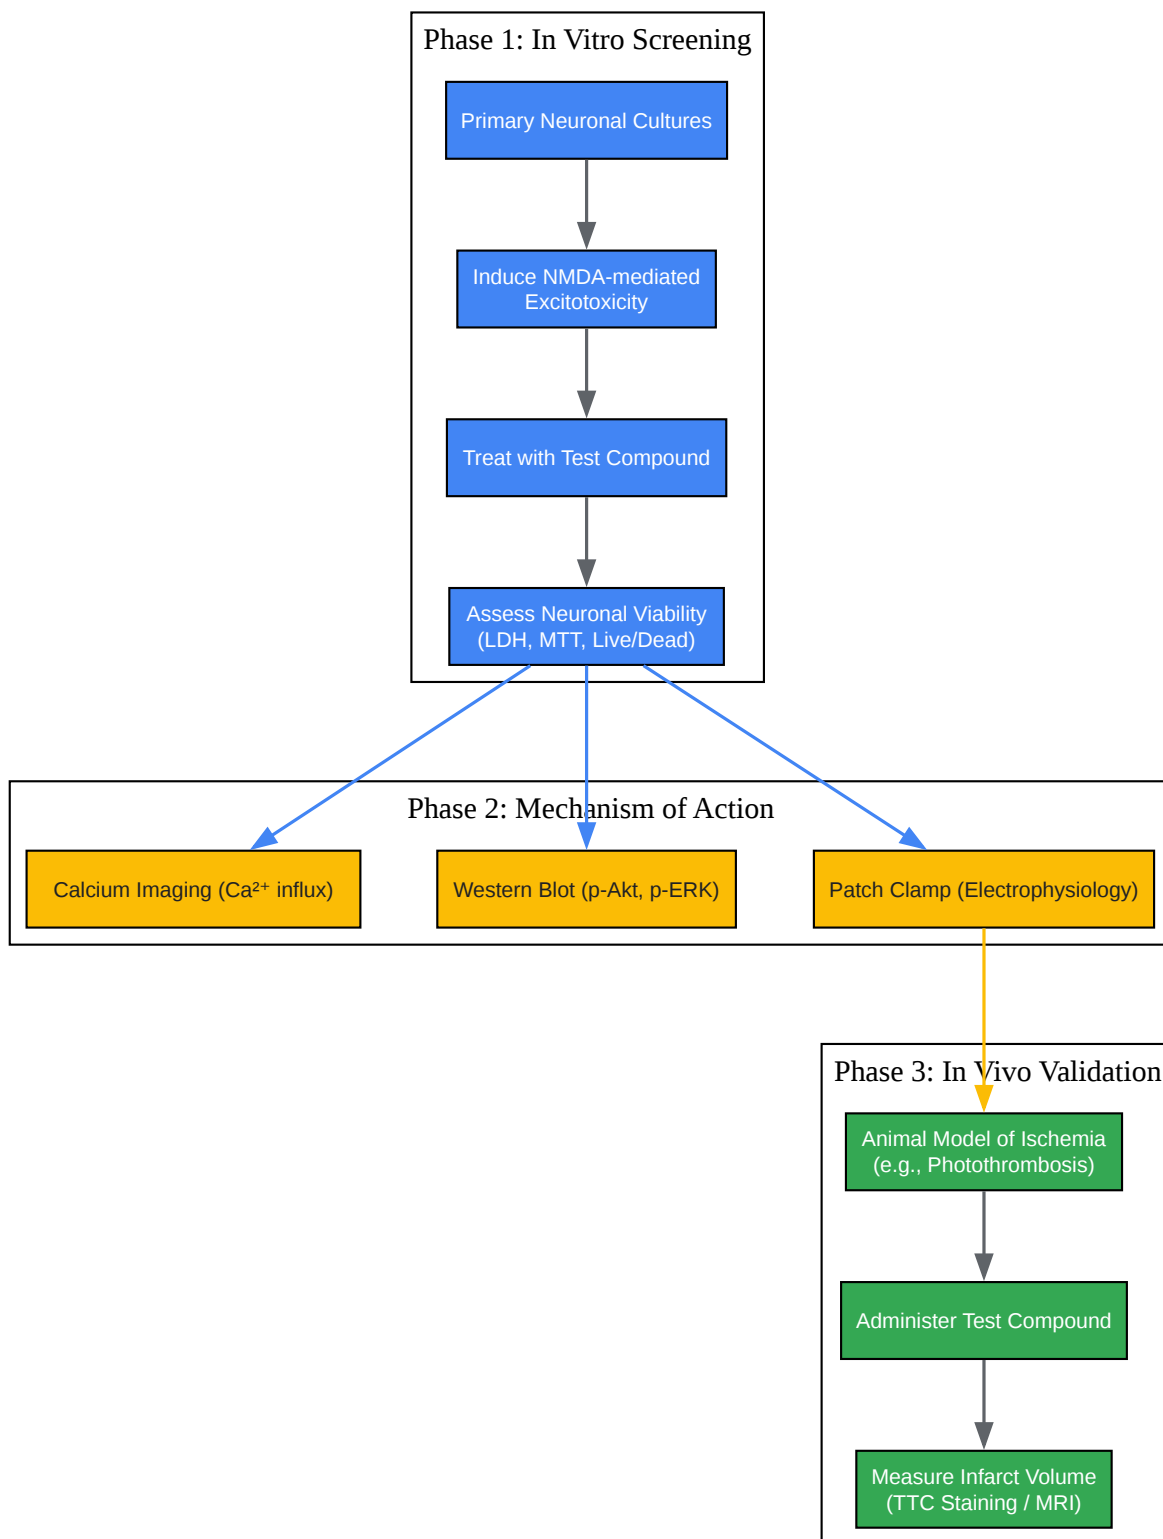 Phase 1: In Vitro Screening
Primary Neuronal Cultures
Induce NMDA-mediated
Excitotoxicity
Treat with Test Compound
Assess Neuronal Viability
(LDH, MTT, Live/Dead)
Phase 2: Mechanism of Action
Calcium Imaging (Ca²⁺ influx)
Western Blot (p-Akt, p-ERK)
Patch Clamp (Electrophysiology)
Phase 3: In Vivo Validation
Animal Model of Ischemia
(e.g., Photothrombosis)
Administer Test Compound
Measure Infarct Volume
(TTC Staining / MRI)